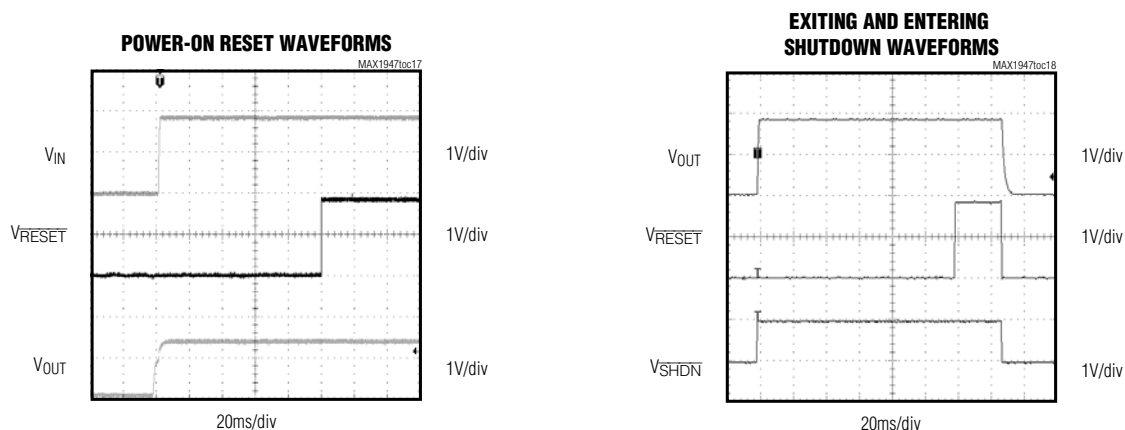 POWER-ON RESET WAVEFORMS
MAX1947toc17
VIN
1V/div
VRESET
1V/div
VOUT
1V/div
20ms/div
EXITING AND ENTERING
SHUTDOWN WAVEFORMS
MAX1947toc18
VOUT
1V/div
VRESET
1V/div
VSHDN
1V/div
20ms/div